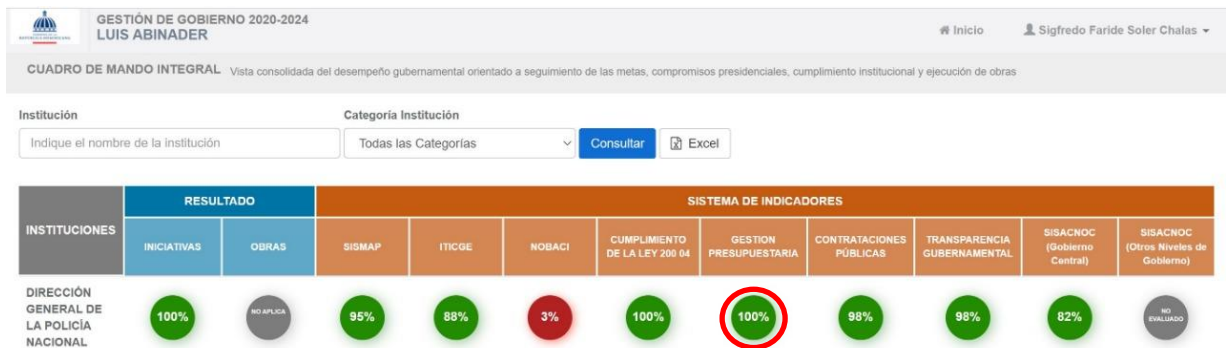 GESTIÓN DE GOBIERNO 2020-2024
LUIS ABINADER
Inicio
Sigfredo Faride Soler Chalas
CUADRO DE MANDO INTEGRAL Vista consolidada del desempeño gubernamental orientado a seguimiento de las metas, compromisos presidenciales, cumplimiento institucional y ejecución de obras
Institución
Categoría Institución
Indique el nombre de la institución
Todas las Categorías
Consultar
Excel
INSTITUCIONES
RESULTADO
SISTEMA DE INDICADORES
INICIATIVAS
OBRAS
SISMAP
ITICGE
NOBACI
CUMPLIMIENTO
DE LA LEY 200 04
GESTION
PRESUPUESTARIA
CONTRATACIONES
PÚBLICAS
TRANSPARENCIA
GUBERNAMENTAL
SISACNOC
(Gobierno
Central)
SISACNOC
(Otros Niveles de
Gobierno)
DIRECCIÓN
GENERAL DE
LA POLICÍA
NACIONAL
100%
NO APLICA
95%
88%
3%
100%
100%
98%
98%
82%
NO
EVALUADO